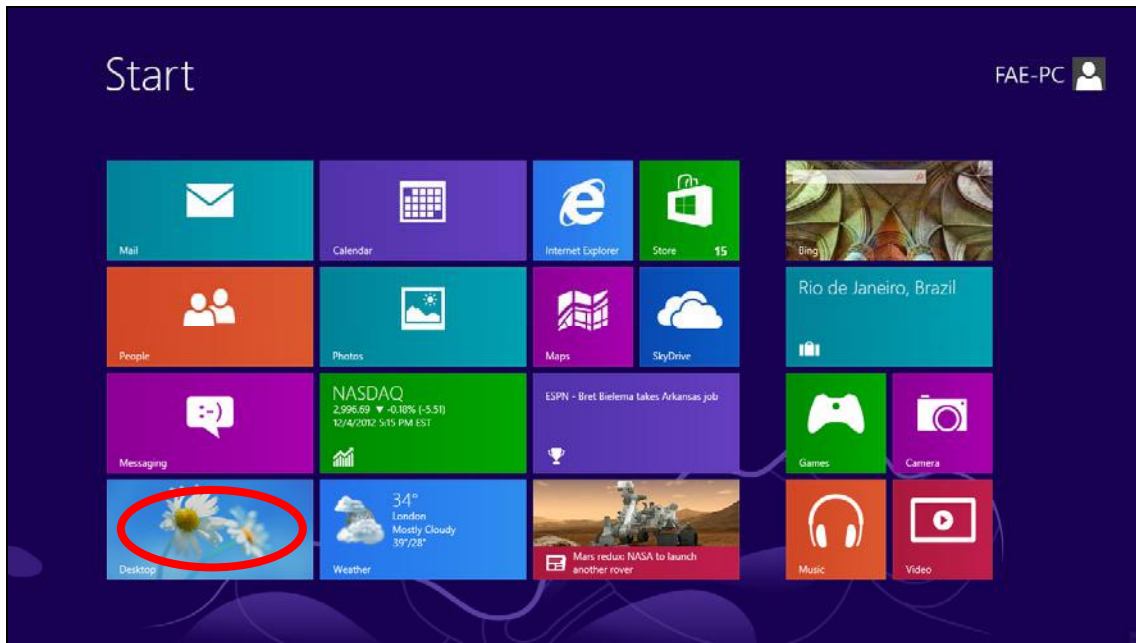 Start
FAE-PC
Mail
Calendar
Internet Explorer
Store 15
Bing
People
Photos
Maps
SkyDrive
Rio de Janeiro, Brazil
Messaging
NASDAQ
2,996.69 ▼ -0.18% (-5.51)
12/4/2012 5:15 PM EST
ESPN - Bret Bielema takes Arkansas job
Games
Camera
Desktop
34°
London
Mostly Cloudy
39°/28°
Weather
Mars redux: NASA to launch
another rover
Music
Video